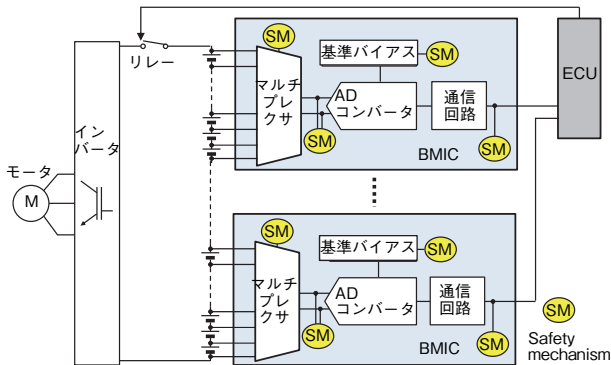 リレー
SM
基準バイアス
SM
マルチ
プレ
クサ
AD
コンバータ
通信
回路
SM
SM
BMIC
ECU
イン
バータ
モータ
M
SM
基準バイアス
SM
マルチ
プレ
クサ
AD
コンバータ
通信
回路
SM
SM
BMIC
SM
Safety
mechanism